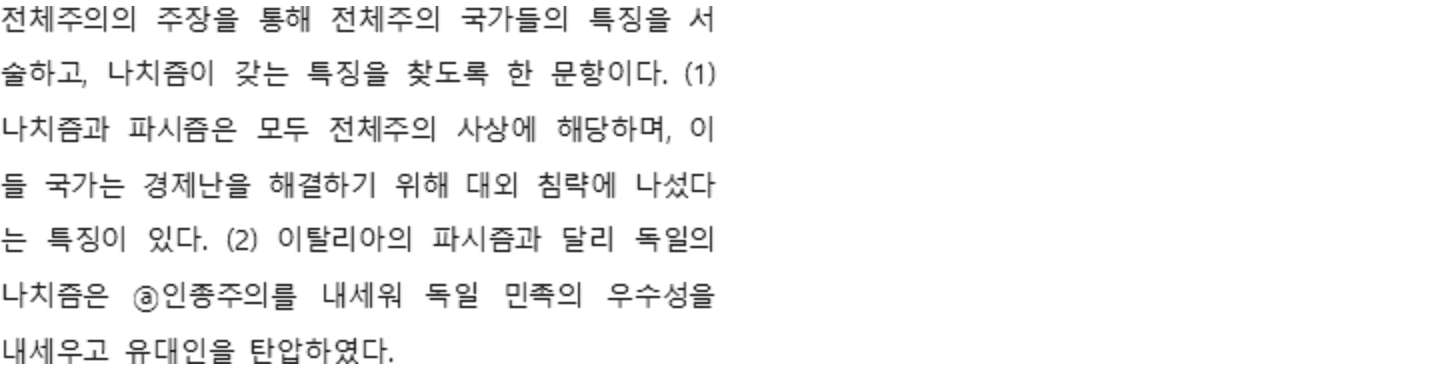 전체주의의 주장을 통해 전체주의 국가들의 특징을 서
술하고, 나치즘이 갖는 특징을 찾도록 한 문항이다. (1)
나치즘과 파시즘은 모두 전체주의 사상에 해당하며, 이
들 국가는 경제난을 해결하기 위해 대외 침략에 나섰다
는 특징이 있다. (2) 이탈리아의 파시즘과 달리 독일의
나치즘은 ⓐ인종주의를 내세워 독일 민족의 우수성을
내세우고 유대인을 탄압하였다.